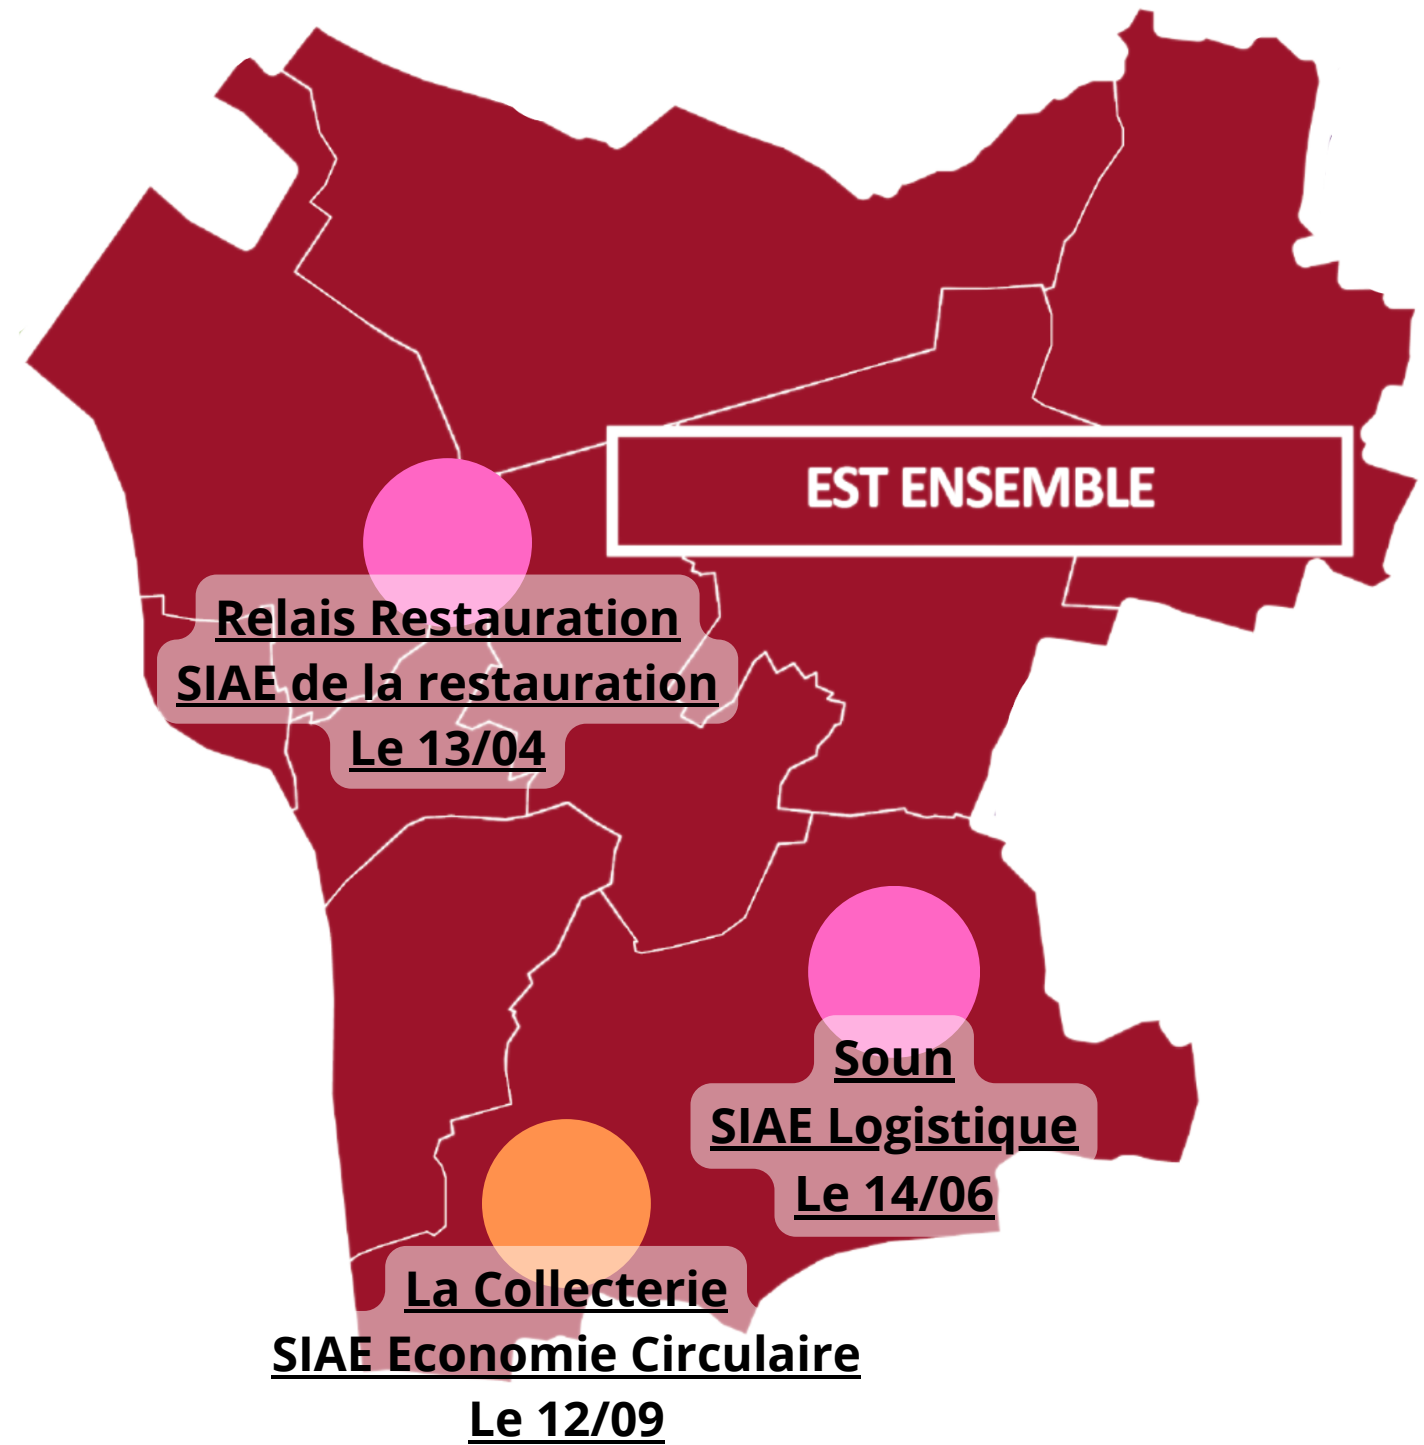 EST ENSEMBLE
Relais Restauration
SIAE de la restauration
Le 13/04
Soun
SIAE Logistique
Le 14/06
La Collecterie
SIAE Economie Circulaire
Le 12/09